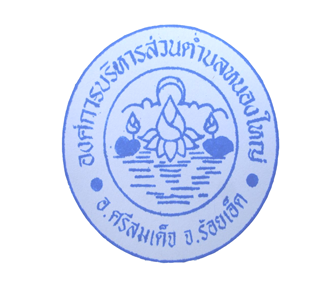 องค์การบริหารส่วนตำบลหนองใหญ่
อ.ศรีสมเด็จ จ.ร้อยเอ็ด